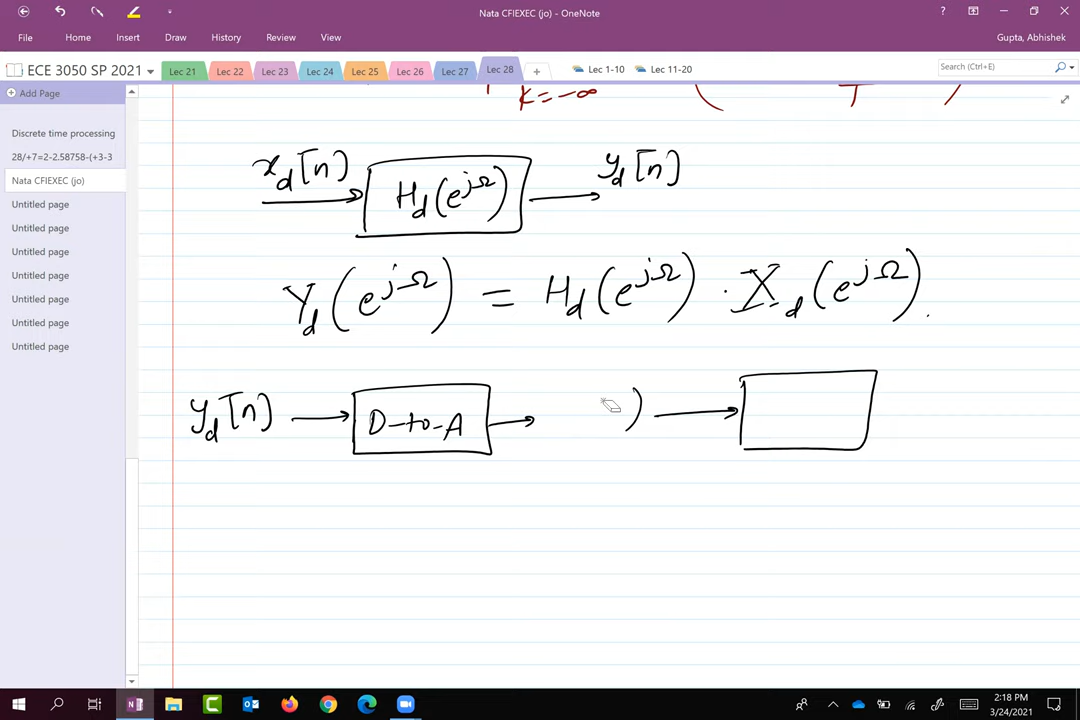 Nata CFIEXEC (jo) - OneNote
Gupta, Abhishek
File Home Insert Draw History Review View
ECE 3050 SP 2021
Lec 21 Lec 22 Lec 23 Lec 24 Lec 25 Lec 26 Lec 27 Lec 28 + Lec 1-10 Lec 11-20
Search (Ctrl+E)
Add Page
Discrete time processing
28/+7=2-2.58758-(+3-3
Nata CFIEXEC (jo)
Untitled page
Untitled page
Untitled page
Untitled page
Untitled page
Untitled page
Untitled page
K = -∞ ( T )
x_d[n] → H_d(e^{jΩ}) → y_d[n]
Y_d(e^{jΩ}) = H_d(e^{jΩ}) · X_d(e^{jΩ}).
y_d[n] → D-to-A → ) →
2:18 PM
3/24/2021